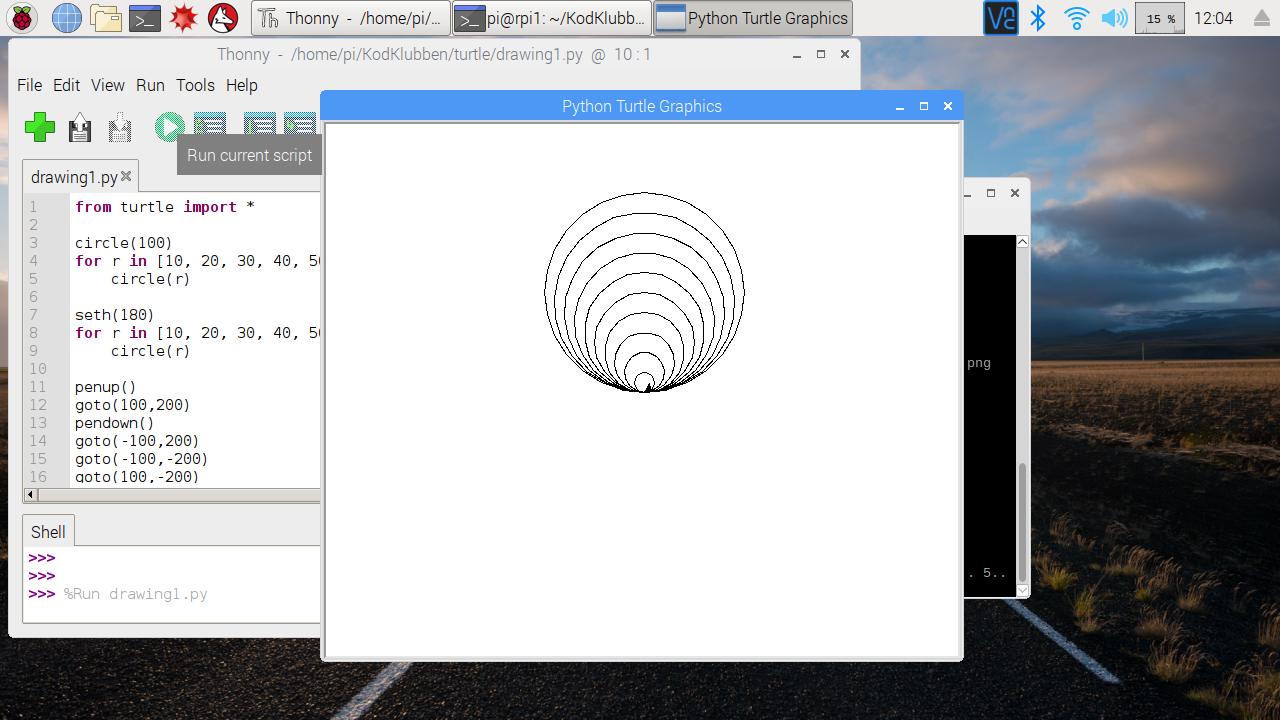 Thonny - /home/pi/...
pi@rpi1: ~/KodKlubb...
Python Turtle Graphics
15 %
12:04
Thonny - /home/pi/KodKlubben/turtle/drawing1.py @ 10 : 1
File Edit View Run Tools Help
Python Turtle Graphics
Run current script
drawing1.py
1 from turtle import *
2
3 circle(100)
4 for r in [10, 20, 30, 40, 50
5 circle(r)
6
7 seth(180)
8 for r in [10, 20, 30, 40, 50
9 circle(r)
10
11 penup()
12 goto(100,200)
13 pendown()
14 goto(-100,200)
15 goto(-100,-200)
16 goto(100,-200)
Shell
>>>
>>>
>>> %Run drawing1.py
png
. 5..